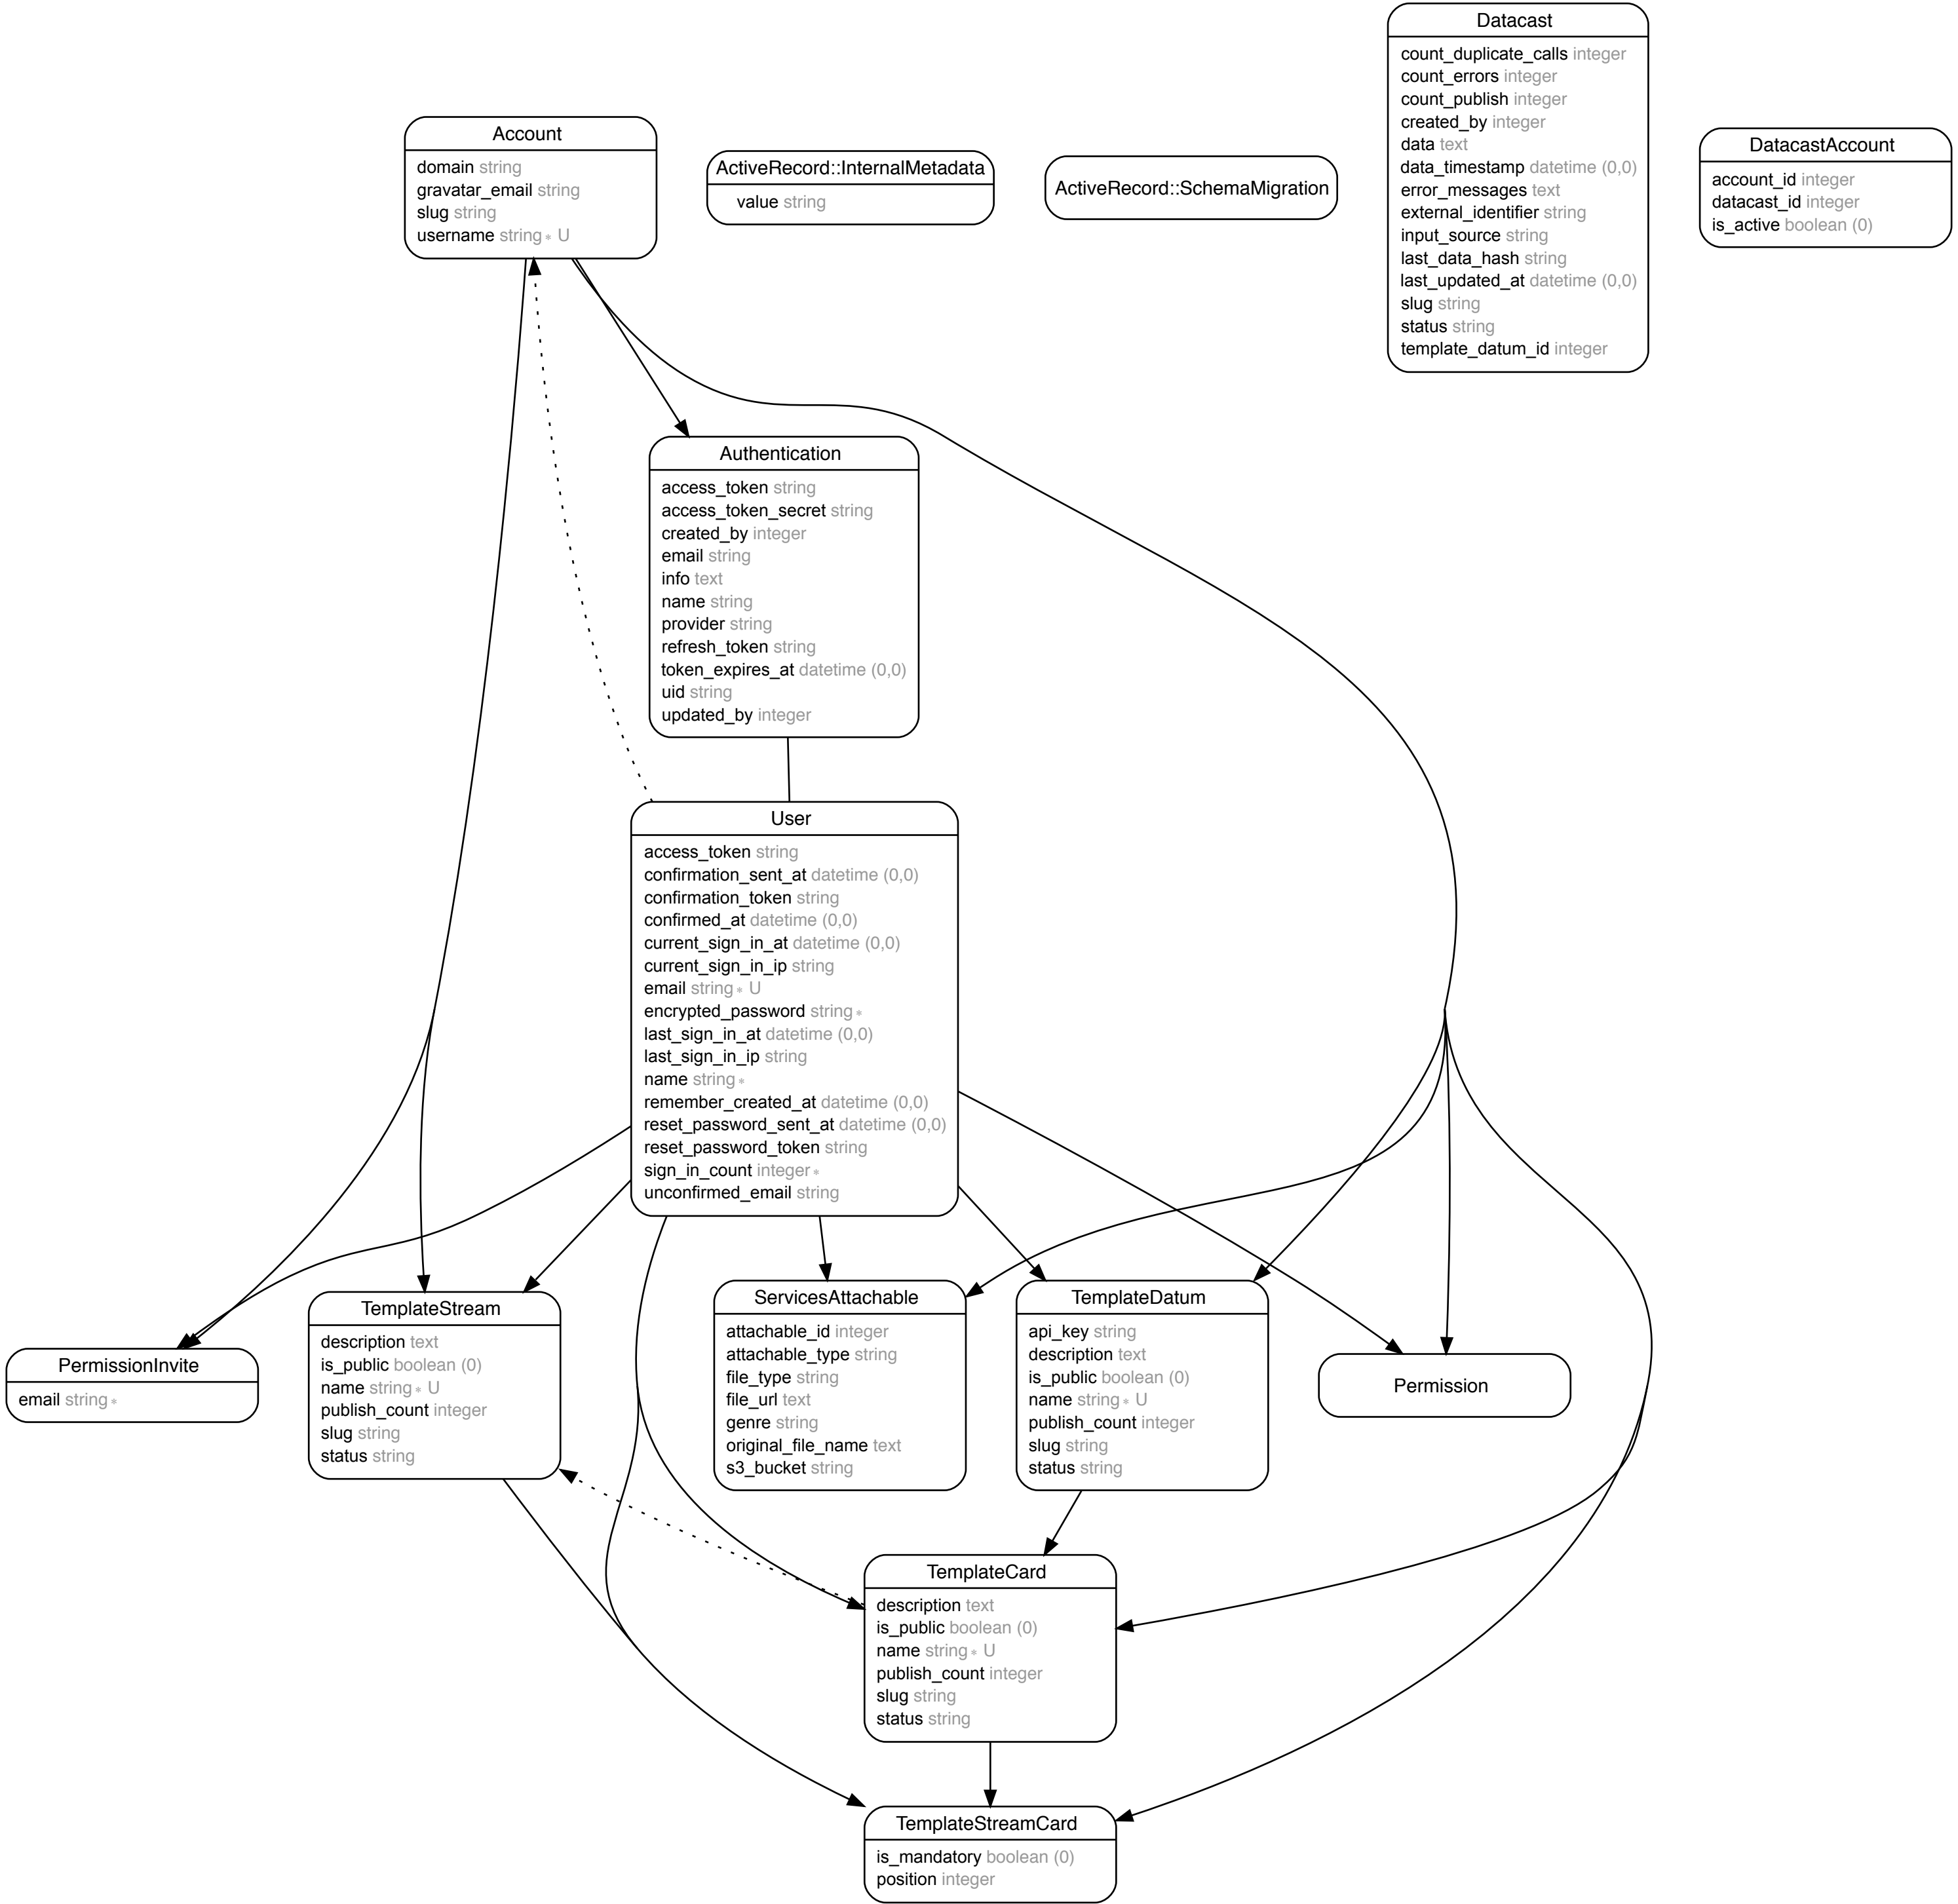 Datacast
count_duplicate_calls integer
count_errors integer
count_publish integer
created_by integer
data text
data_timestamp datetime (0,0)
error_messages text
external_identifier string
input_source string
last_data_hash string
last_updated_at datetime (0,0)
slug string
status string
template_datum_id integer
Account
domain string
gravatar_email string
slug string
username string* U
ActiveRecord::InternalMetadata
value string
ActiveRecord::SchemaMigration
DatacastAccount
account_id integer
datacast_id integer
is_active boolean (0)
Authentication
access_token string
access_token_secret string
created_by integer
email string
info text
name string
provider string
refresh_token string
token_expires_at datetime (0,0)
uid string
updated_by integer
User
access_token string
confirmation_sent_at datetime (0,0)
confirmation_token string
confirmed_at datetime (0,0)
current_sign_in_at datetime (0,0)
current_sign_in_ip string
email string* U
encrypted_password string*
last_sign_in_at datetime (0,0)
last_sign_in_ip string
name string*
remember_created_at datetime (0,0)
reset_password_sent_at datetime (0,0)
reset_password_token string
sign_in_count integer*
unconfirmed_email string
PermissionInvite
email string*
TemplateStream
description text
is_public boolean (0)
name string* U
publish_count integer
slug string
status string
ServicesAttachable
attachable_id integer
attachable_type string
file_type string
file_url text
genre string
original_file_name text
s3_bucket string
TemplateDatum
api_key string
description text
is_public boolean (0)
name string* U
publish_count integer
slug string
status string
Permission
TemplateCard
description text
is_public boolean (0)
name string* U
publish_count integer
slug string
status string
TemplateStreamCard
is_mandatory boolean (0)
position integer